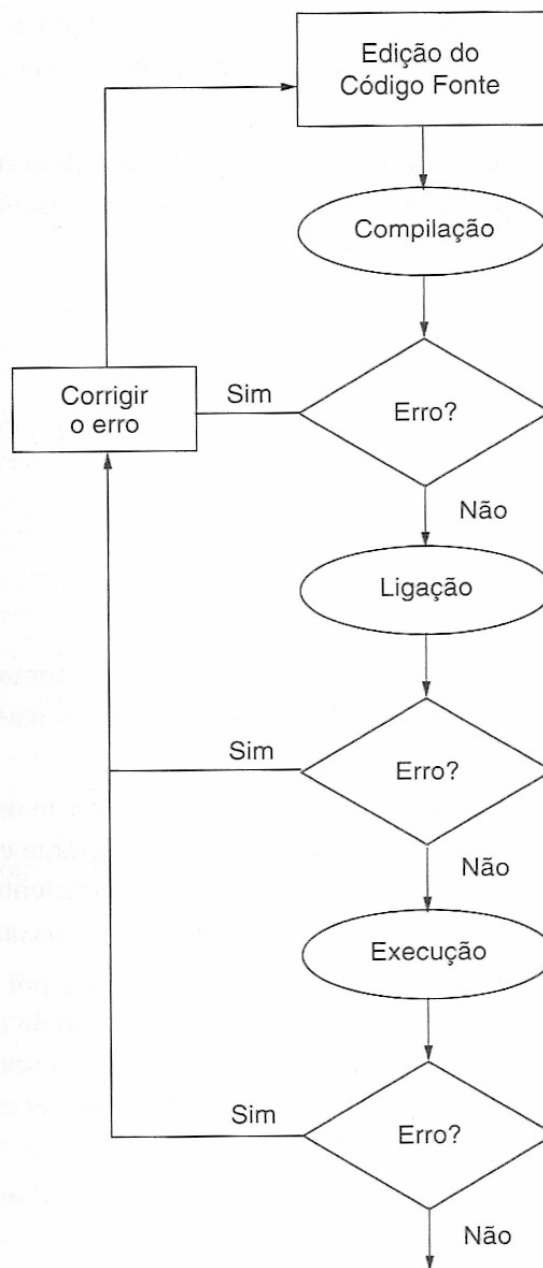 Edição do
Código Fonte
Compilação
Corrigir
o erro
Sim
Erro?
Não
Ligação
Sim
Erro?
Não
Execução
Sim
Erro?
Não